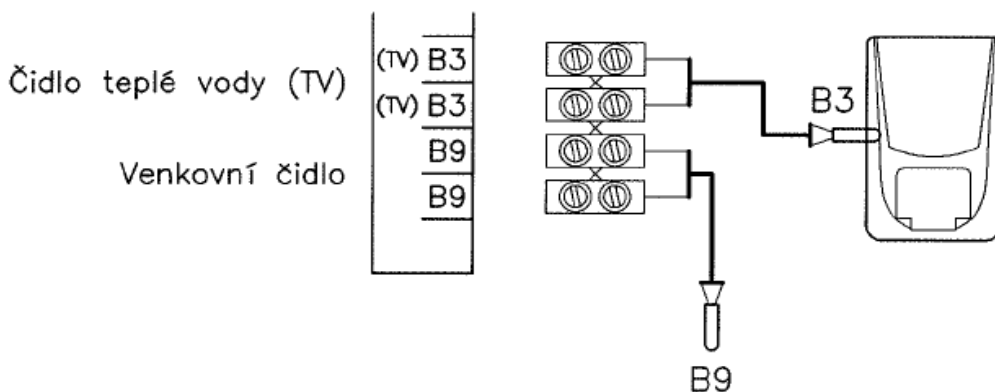 (TV) B3
Čidlo teplé vody (TV)
(TV) B3
B9
Venkovní čidlo
B9
B3
B9